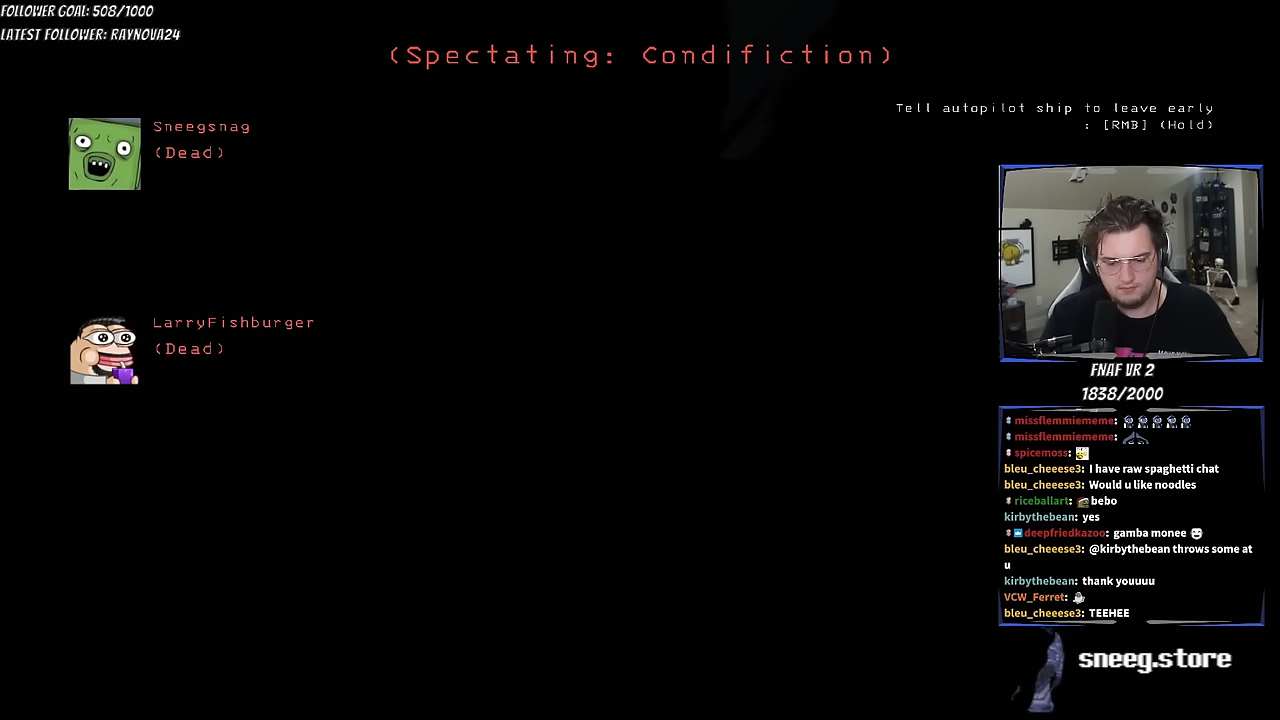 FOLLOWER GOAL: 508/1000
LATEST FOLLOWER: RAYNOVA24
(Spectating: Condifiction)
Sneegsnag
(Dead)
Tell autopilot ship to leave early
: [RMB] (Hold)
LarryFishburger
(Dead)
FNAF VR 2
1838/2000
missflemmiememe:
missflemmiememe:
spicemoss:
bleu_cheeese3: I have raw spaghetti chat
bleu_cheeese3: Would u like noodles
riceballart: bebo
kirbythebean: yes
deepfriedkazoo: gamba monee
bleu_cheeese3: @kirbythebean throws some at
u
kirbythebean: thank youuuu
VCW_Ferret:
bleu_cheeese3: TEEHEE
sneeg.store